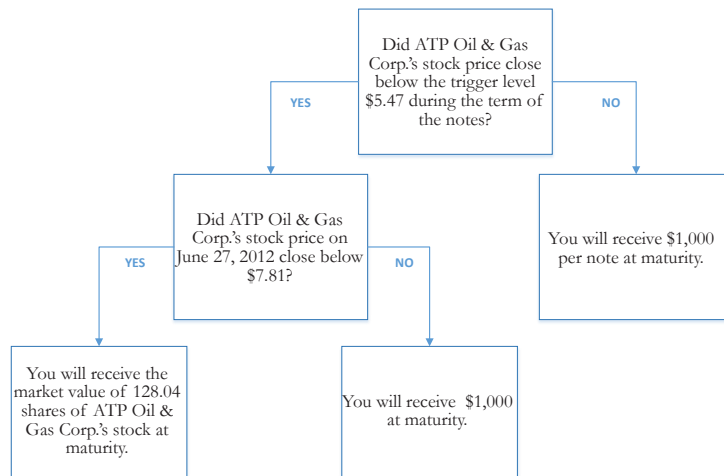 Did ATP Oil & Gas
Corp.'s stock price close
below the trigger level
$5.47 during the term of
the notes?
YES
NO
Did ATP Oil & Gas
Corp.'s stock price on
June 27, 2012 close below
$7.81?
You will receive $1,000
per note at maturity.
YES
NO
You will receive the
market value of 128.04
shares of ATP Oil &
Gas Corp.'s stock at
maturity.
You will receive $1,000
at maturity.